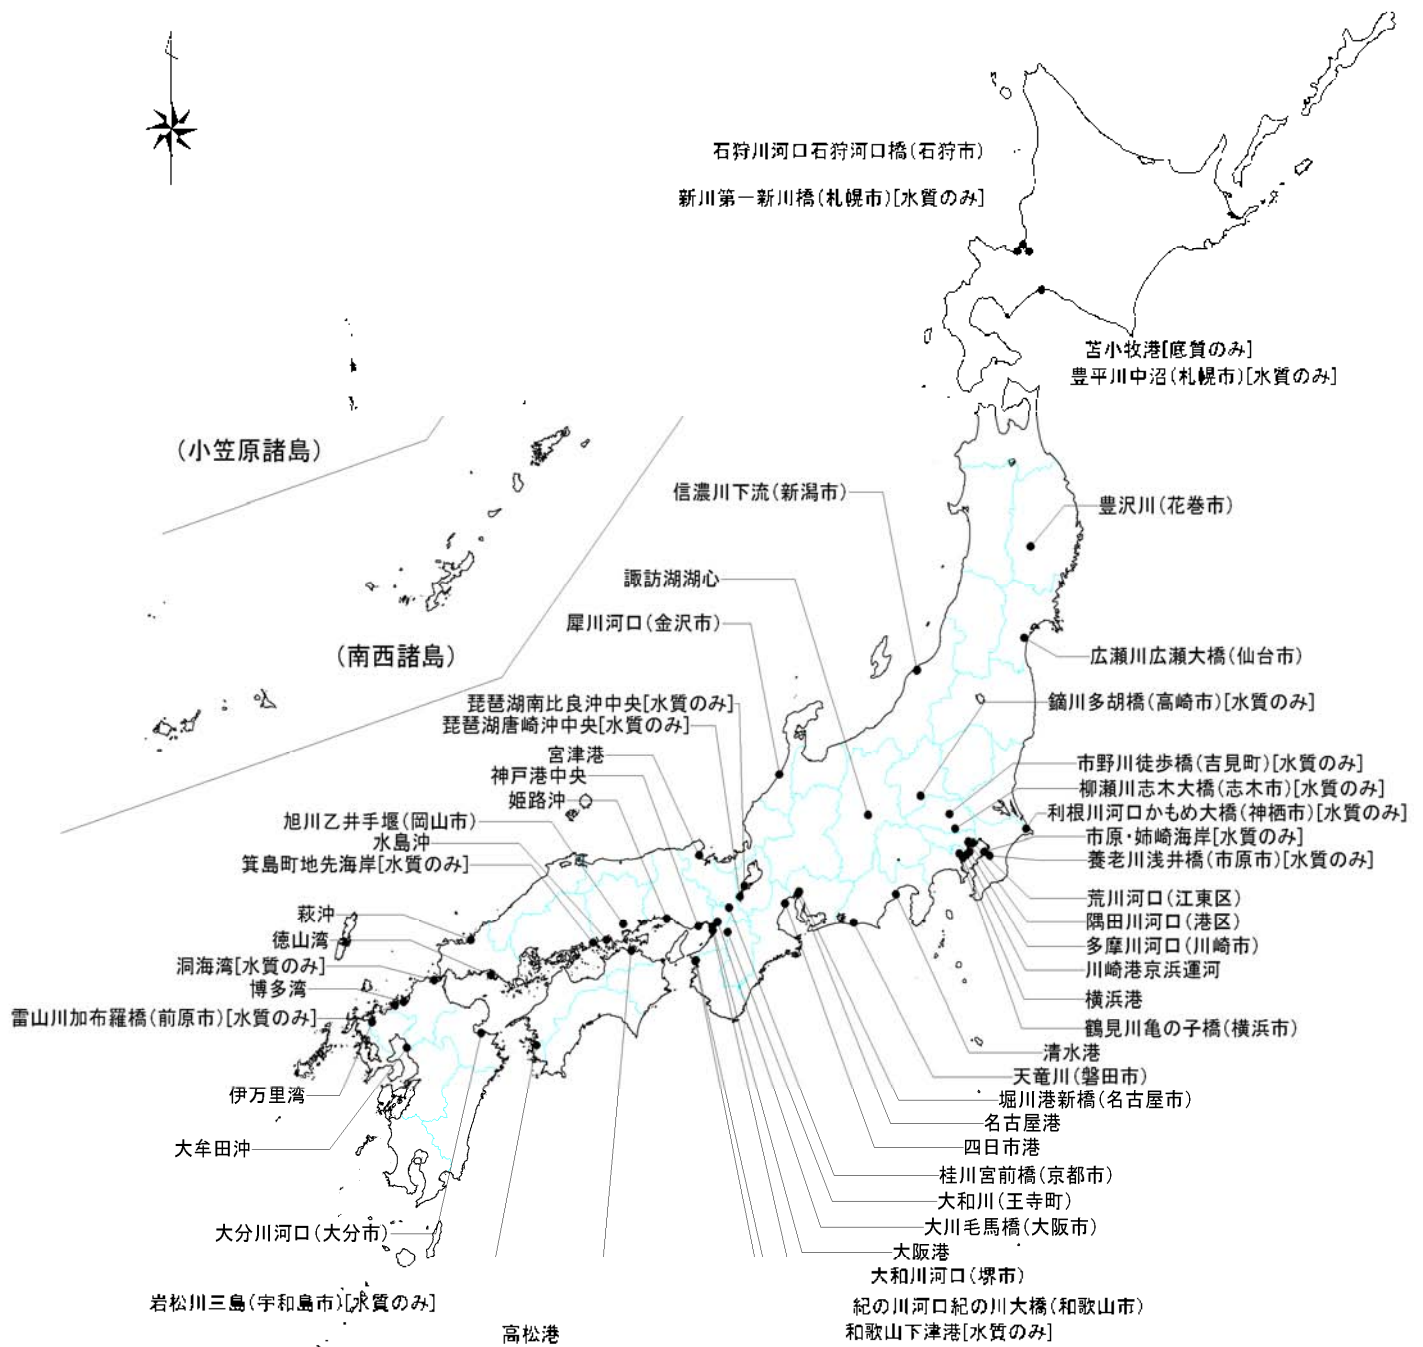 石狩川河口石狩河口橋(石狩市)
新川第一新川橋(札幌市)[水質のみ]
苫小牧港[底質のみ]
豊平川中沼(札幌市)[水質のみ]
(小笠原諸島)
信濃川下流(新潟市)
豊沢川(花巻市)
諏訪湖湖心
犀川河口(金沢市)
(南西諸島)
広瀬川広瀬大橋(仙台市)
琵琶湖南比良沖中央[水質のみ]
鏑川多胡橋(高崎市)[水質のみ]
琵琶湖唐崎沖中央[水質のみ]
宮津港
市野川徒歩橋(吉見町)[水質のみ]
神戸港中央
柳瀬川志木大橋(志木市)[水質のみ]
姫路沖
利根川河口かもめ大橋(神栖市)[水質のみ]
旭川乙井手堰(岡山市)
市原・姉崎海岸[水質のみ]
水島沖
養老川浅井橋(市原市)[水質のみ]
箕島町地先海岸[水質のみ]
荒川河口(江東区)
萩沖
隅田川河口(港区)
徳山湾
多摩川河口(川崎市)
洞海湾[水質のみ]
川崎港京浜運河
博多湾
横浜港
雷山川加布羅橋(前原市)[水質のみ]
鶴見川亀の子橋(横浜市)
清水港
天竜川(磐田市)
伊万里湾
堀川港新橋(名古屋市)
名古屋港
大牟田沖
四日市港
桂川宮前橋(京都市)
大和川(王寺町)
大分川河口(大分市)
大川毛馬橋(大阪市)
大阪港
大和川河口(堺市)
岩松川三島(宇和島市)[水質のみ]
紀の川河口紀の川大橋(和歌山市)
高松港
和歌山下津港[水質のみ]